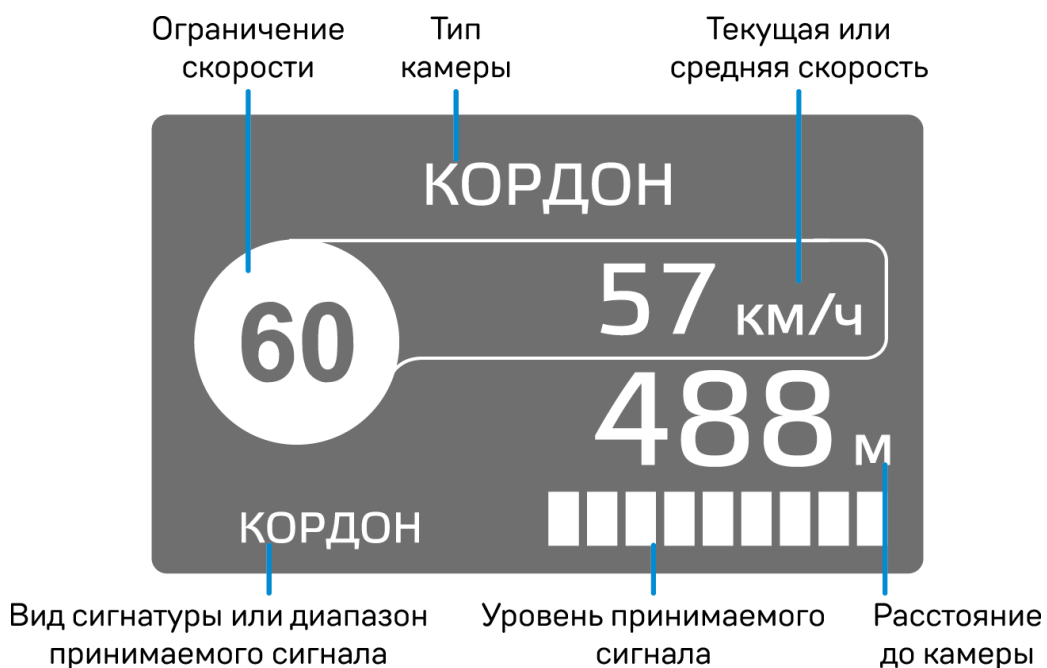 Ограничение
скорости
Тип
камеры
Текущая или
средняя скорость
КОРДОН
60
57 км/ч
488 м
КОРДОН
Вид сигнатуры или диапазон
принимаемого сигнала
Уровень принимаемого
сигнала
Расстояние
до камеры